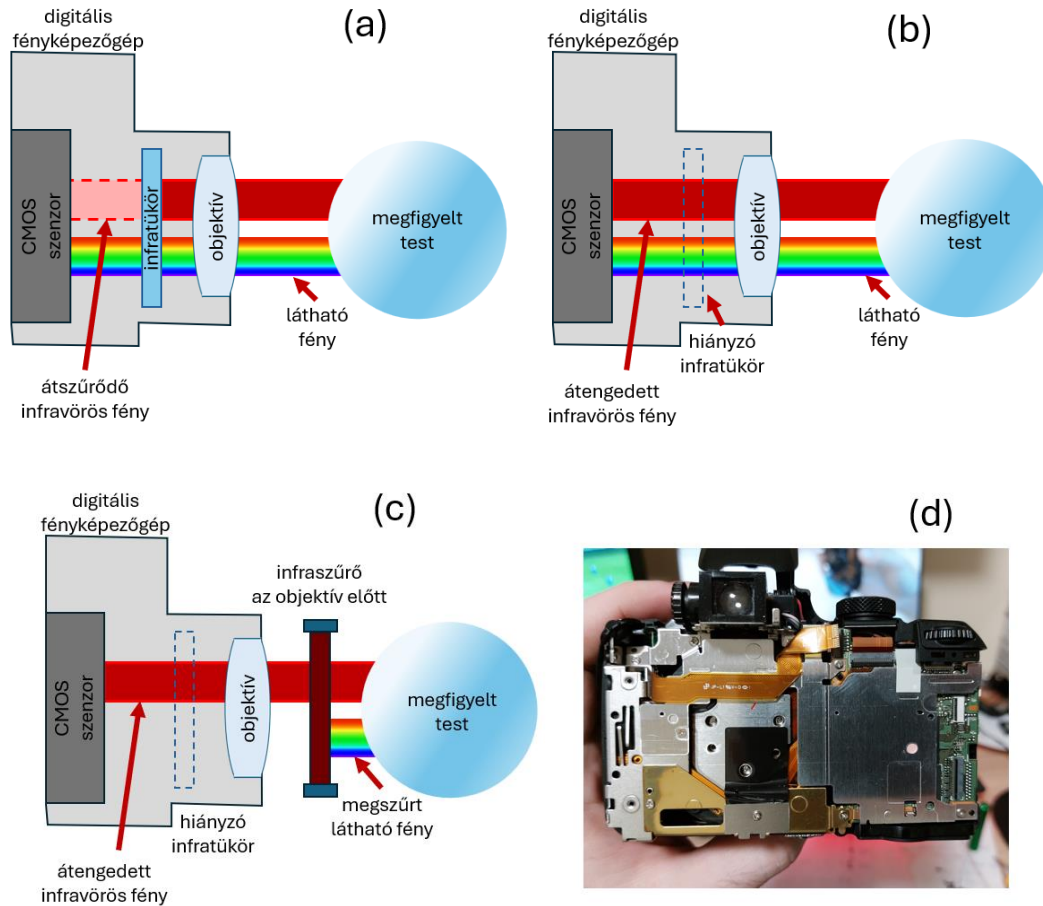 digitális
fényképezőgép
(a)
CMOS
szenzor
infratükör
objektív
megfigyelt
test
látható
fény
átszűrődő
infravörös fény
digitális
fényképezőgép
(b)
CMOS
szenzor
objektív
megfigyelt
test
hiányzó
infratükör
látható
fény
átengedett
infravörös fény
digitális
fényképezőgép
(c)
infraszűrő
az objektív előtt
CMOS
szenzor
objektív
megfigyelt
test
hiányzó
infratükör
megszűrt
látható fény
átengedett
infravörös fény
(d)